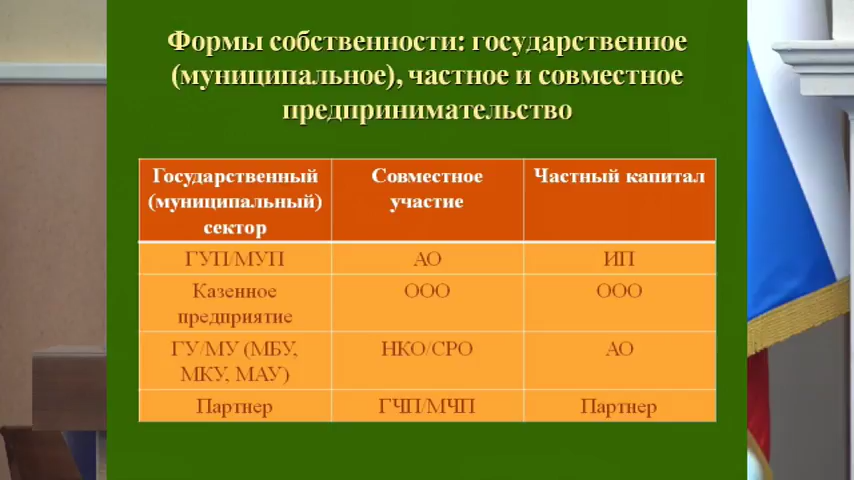 Формы собственности: государственное
(муниципальное), частное и совместное
предпринимательство
Государственный
(муниципальный)
сектор
Совместное
участие
Частный капитал
ГУП/МУП
АО
ИП
Казенное
предприятие
ООО
ООО
ГУ/МУ (МБУ,
МКУ, МАУ)
НКО/СРО
АО
Партнер
ГЧП/МЧП
Партнер